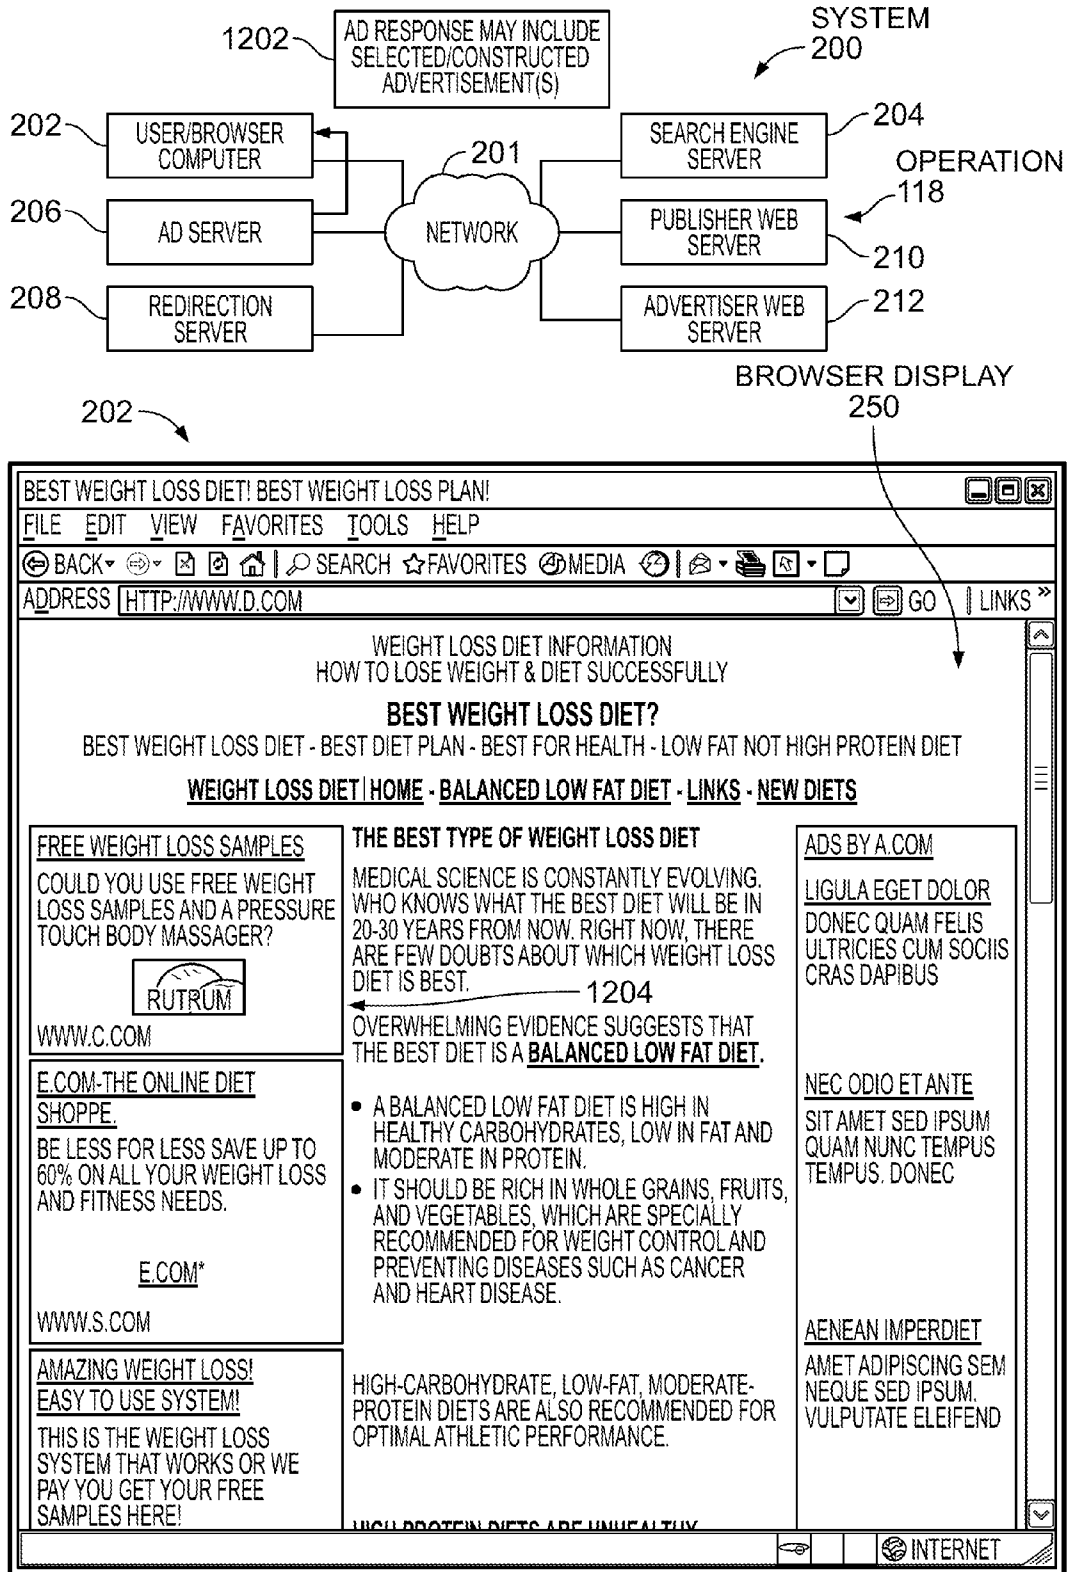 SYSTEM
200
1202
AD RESPONSE MAY INCLUDE
SELECTED/CONSTRUCTED
ADVERTISEMENT(S)
202
USER/BROWSER
COMPUTER
206
AD SERVER
208
REDIRECTION
SERVER
201
NETWORK
SEARCH ENGINE
SERVER
204
OPERATION
118
PUBLISHER WEB
SERVER
210
ADVERTISER WEB
SERVER
212
BROWSER DISPLAY
250
202
BEST WEIGHT LOSS DIET! BEST WEIGHT LOSS PLAN!
FILE EDIT VIEW FAVORITES TOOLS HELP
BACK SEARCH FAVORITES MEDIA
ADDRESS HTTP://WWW.D.COM GO LINKS »
WEIGHT LOSS DIET INFORMATION
HOW TO LOSE WEIGHT & DIET SUCCESSFULLY
BEST WEIGHT LOSS DIET?
BEST WEIGHT LOSS DIET - BEST DIET PLAN - BEST FOR HEALTH - LOW FAT NOT HIGH PROTEIN DIET
WEIGHT LOSS DIET|HOME - BALANCED LOW FAT DIET - LINKS - NEW DIETS
FREE WEIGHT LOSS SAMPLES
COULD YOU USE FREE WEIGHT
LOSS SAMPLES AND A PRESSURE
TOUCH BODY MASSAGER?
RUTRUM
WWW.C.COM
E.COM-THE ONLINE DIET
SHOPPE.
BE LESS FOR LESS SAVE UP TO
60% ON ALL YOUR WEIGHT LOSS
AND FITNESS NEEDS.
E.COM*
WWW.S.COM
AMAZING WEIGHT LOSS!
EASY TO USE SYSTEM!
THIS IS THE WEIGHT LOSS
SYSTEM THAT WORKS OR WE
PAY YOU GET YOUR FREE
SAMPLES HERE!
THE BEST TYPE OF WEIGHT LOSS DIET
MEDICAL SCIENCE IS CONSTANTLY EVOLVING.
WHO KNOWS WHAT THE BEST DIET WILL BE IN
20-30 YEARS FROM NOW. RIGHT NOW, THERE
ARE FEW DOUBTS ABOUT WHICH WEIGHT LOSS
DIET IS BEST.
1204
OVERWHELMING EVIDENCE SUGGESTS THAT
THE BEST DIET IS A BALANCED LOW FAT DIET.
• A BALANCED LOW FAT DIET IS HIGH IN
HEALTHY CARBOHYDRATES, LOW IN FAT AND
MODERATE IN PROTEIN.
• IT SHOULD BE RICH IN WHOLE GRAINS, FRUITS,
AND VEGETABLES, WHICH ARE SPECIALLY
RECOMMENDED FOR WEIGHT CONTROL AND
PREVENTING DISEASES SUCH AS CANCER
AND HEART DISEASE.
HIGH-CARBOHYDRATE, LOW-FAT, MODERATE-
PROTEIN DIETS ARE ALSO RECOMMENDED FOR
OPTIMAL ATHLETIC PERFORMANCE.
HIGH PROTEIN DIETS ARE UNHEALTHY
ADS BY A.COM
LIGULA EGET DOLOR
DONEC QUAM FELIS
ULTRICIES CUM SOCIIS
CRAS DAPIBUS
NEC ODIO ET ANTE
SIT AMET SED IPSUM
QUAM NUNC TEMPUS
TEMPUS. DONEC
AENEAN IMPERDIET
AMET ADIPISCING SEM
NEQUE SED IPSUM.
VULPUTATE ELEIFEND
INTERNET